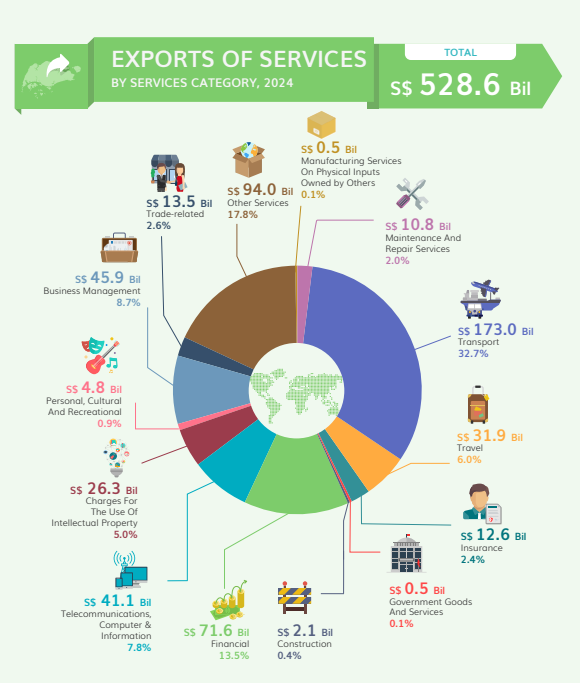 EXPORTS OF SERVICES
BY SERVICES CATEGORY, 2024
TOTAL
S$ 528.6 Bil
S$ 0.5 Bil
Manufacturing Services
On Physical Inputs
Owned by Others
0.1%
S$ 10.8 Bil
Maintenance And
Repair Services
2.0%
S$ 173.0 Bil
Transport
32.7%
S$ 31.9 Bil
Travel
6.0%
S$ 12.6 Bil
Insurance
2.4%
S$ 0.5 Bil
Government Goods
And Services
0.1%
S$ 2.1 Bil
Construction
0.4%
S$ 71.6 Bil
Financial
13.5%
S$ 41.1 Bil
Telecommunications,
Computer &
Information
7.8%
S$ 26.3 Bil
Charges For
The Use Of
Intellectual Property
5.0%
S$ 4.8 Bil
Personal, Cultural
And Recreational
0.9%
S$ 45.9 Bil
Business Management
8.7%
S$ 13.5 Bil
Trade-related
2.6%
S$ 94.0 Bil
Other Services
17.8%